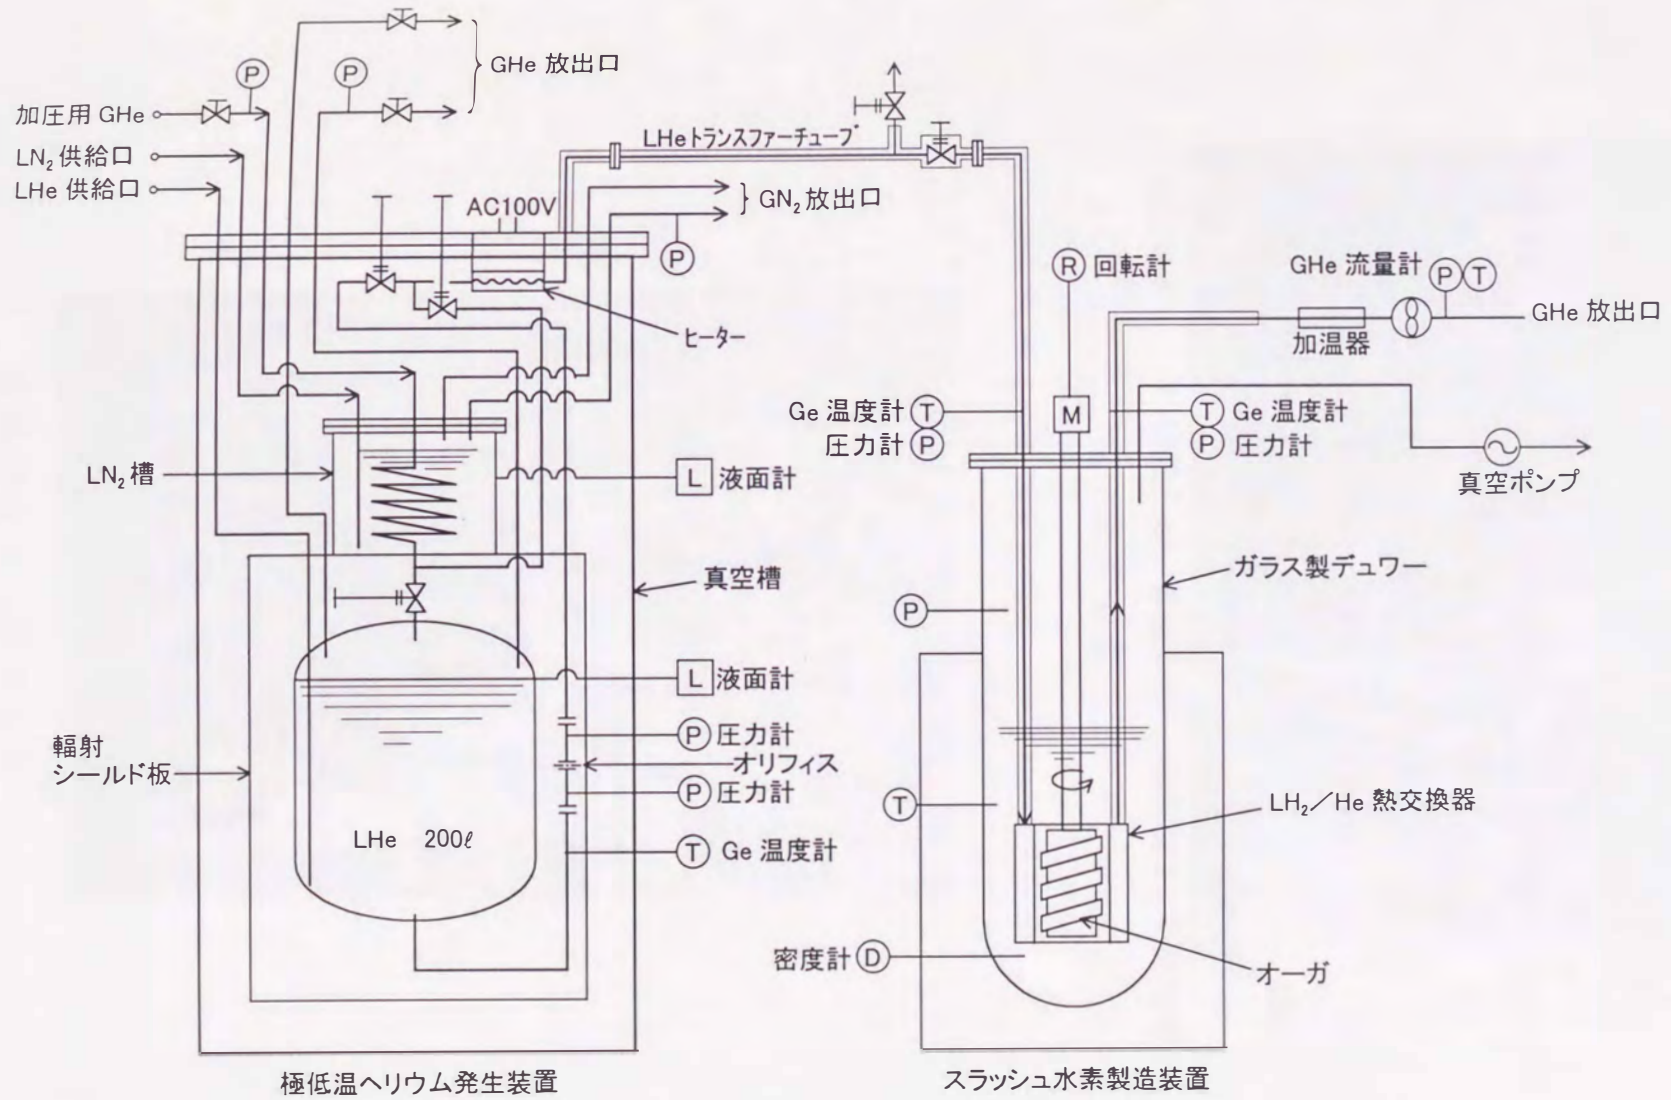 GHe 放出口
P
P
加圧用 GHe
LN₂ 供給口
LHe 供給口
LHeトランスファーチューブ
AC100V
GN₂ 放出口
P
ヒーター
R 回転計
GHe 流量計
P T
GHe 放出口
加温器
Ge 温度計 T
圧力計 P
M
T Ge 温度計
P 圧力計
真空ポンプ
LN₂ 槽
L 液面計
真空槽
ガラス製デュワー
P
L 液面計
P 圧力計
オリフィス
P 圧力計
輻射
シールド板
T
LH₂／He 熱交換器
LHe 200ℓ
T Ge 温度計
密度計 D
オーガ
極低温ヘリウム発生装置
スラッシュ水素製造装置